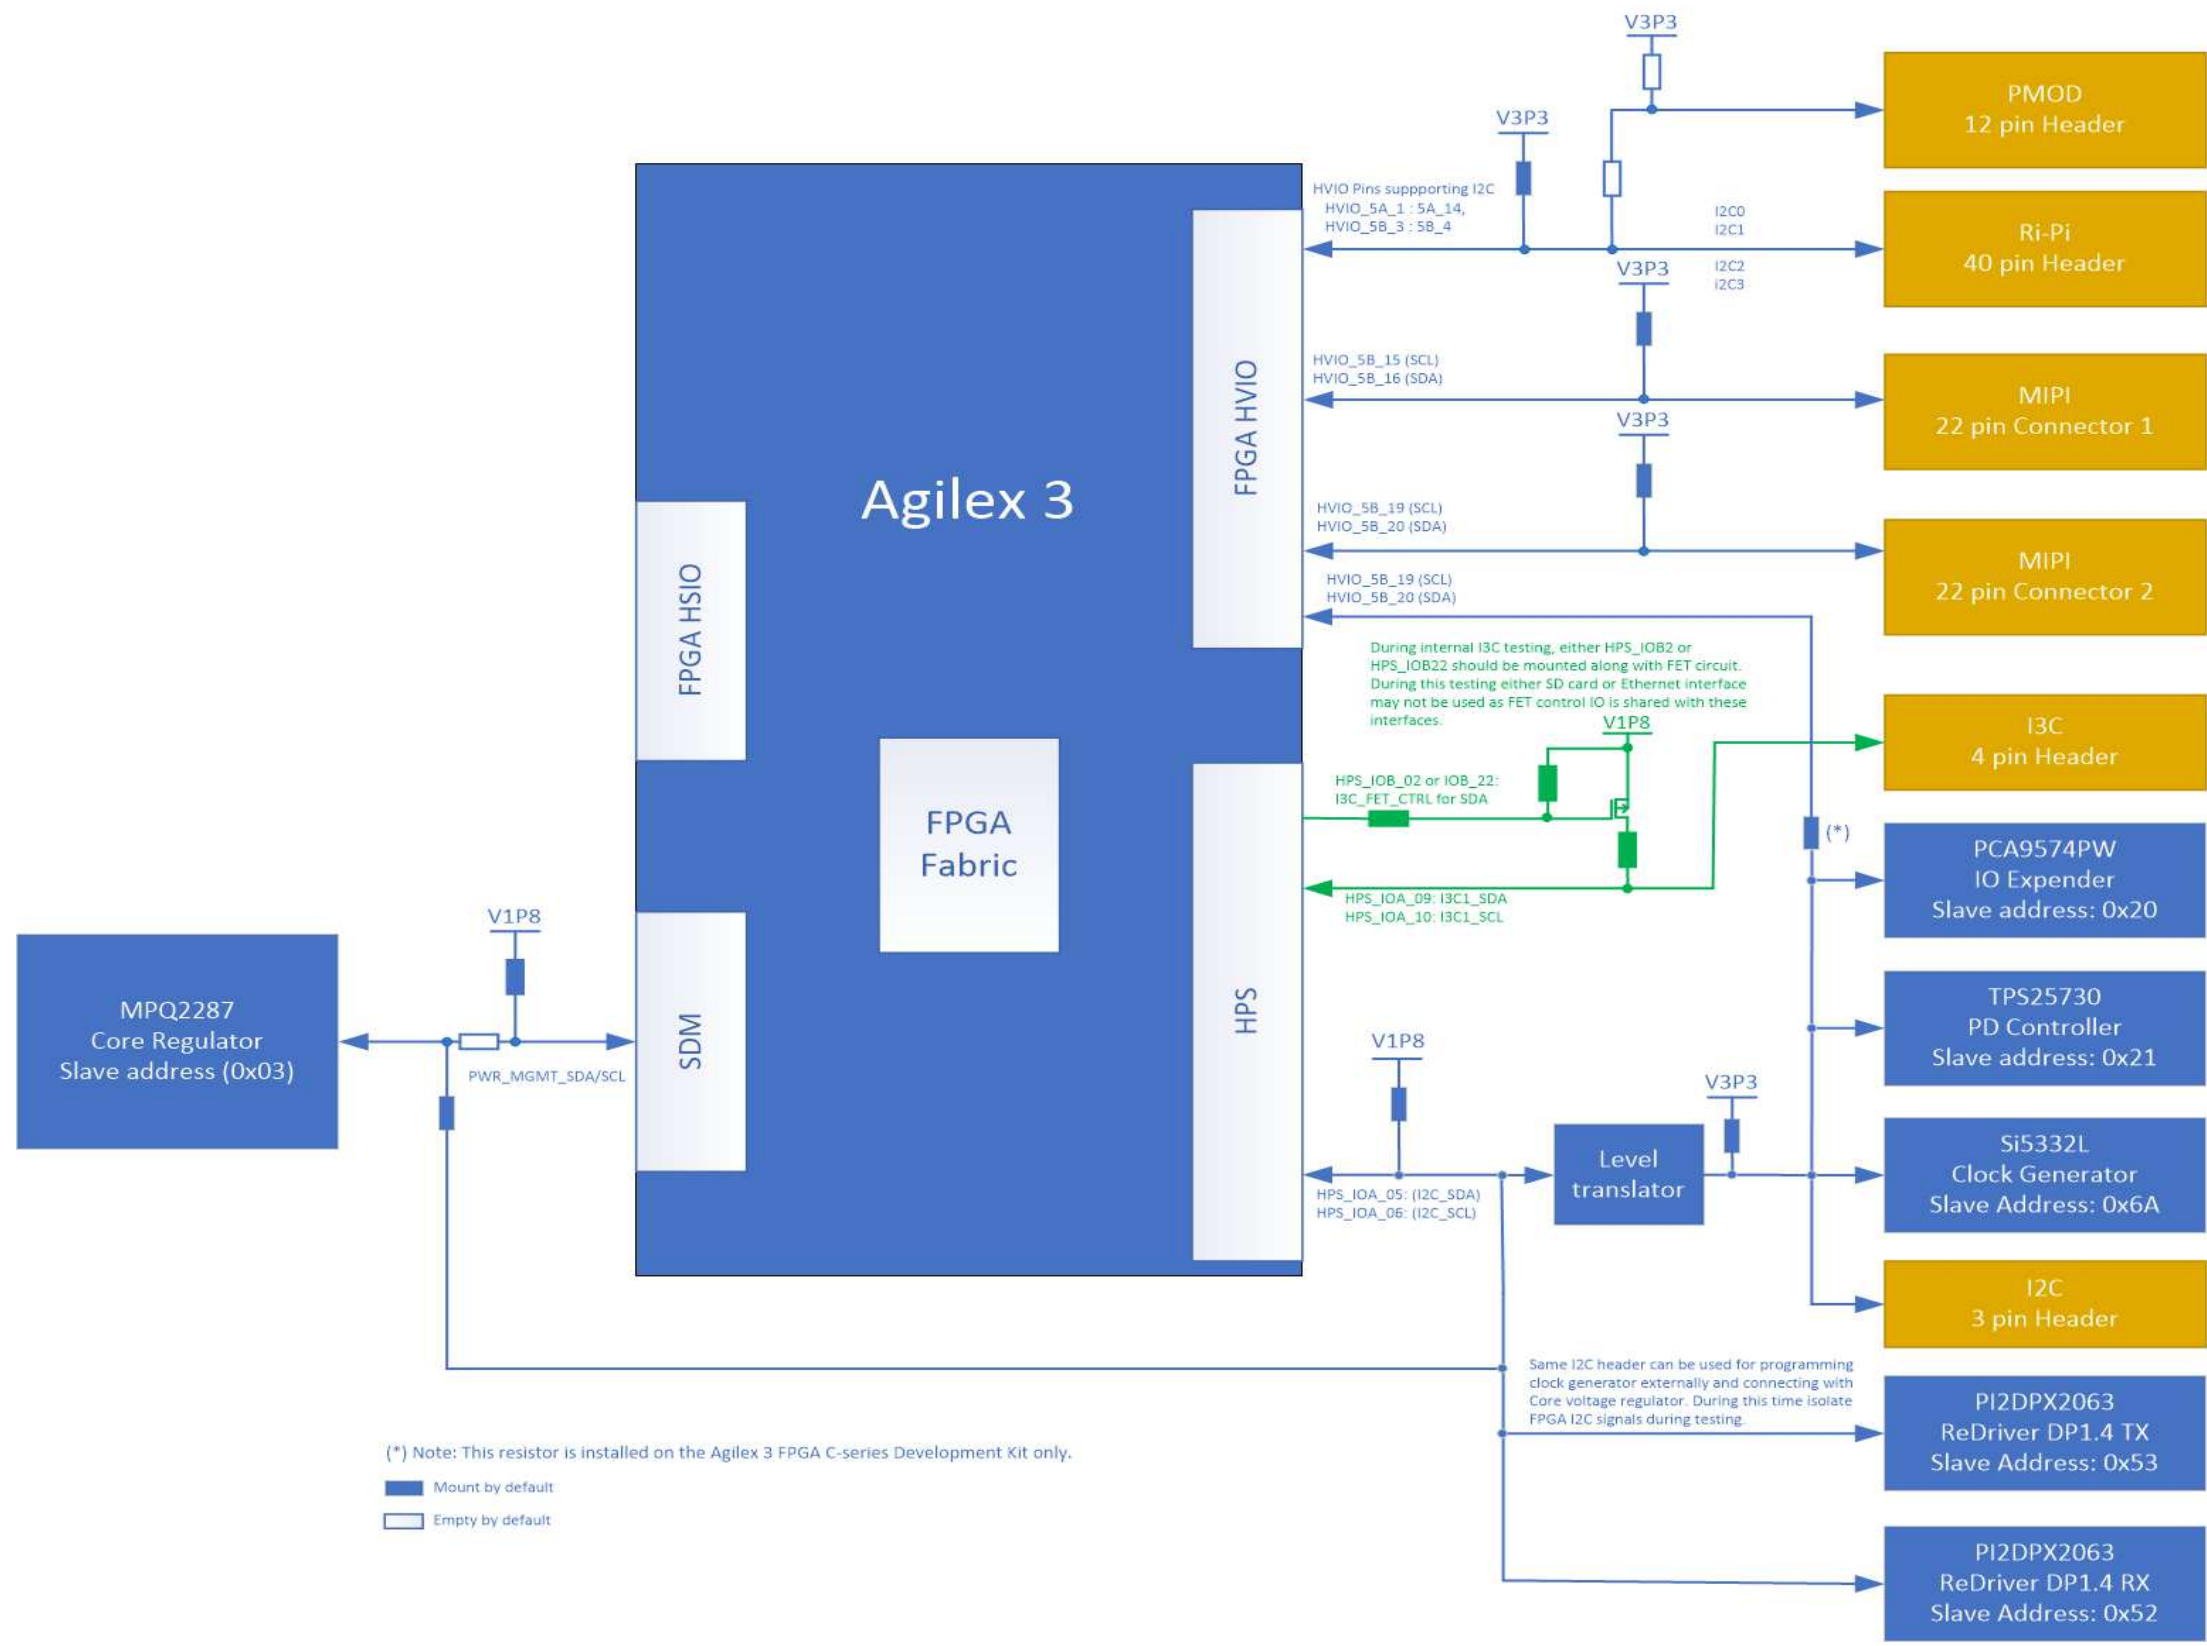 V3P3
PMOD
12 pin Header
V3P3
HVIO Pins suppporting I2C
HVIO_5A_1 : 5A_14,
HVIO_5B_3 : 5B_4
I2C0
I2C1
Ri-Pi
40 pin Header
V3P3
I2C2
i2C3
HVIO_5B_15 (SCL)
HVIO_5B_16 (SDA)
MIPI
22 pin Connector 1
V3P3
FPGA HVIO
Agilex 3
HVIO_5B_19 (SCL)
HVIO_5B_20 (SDA)
MIPI
22 pin Connector 2
HVIO_5B_19 (SCL)
HVIO_5B_20 (SDA)
FPGA HSIO
During internal I3C testing, either HPS_IOB2 or
HPS_IOB22 should be mounted along with FET circuit.
During this testing either SD card or Ethernet interface
may not be used as FET control IO is shared with these
interfaces.
V1P8
I3C
4 pin Header
HPS_IOB_02 or IOB_22:
I3C_FET_CTRL for SDA
FPGA
Fabric
(*)
PCA9574PW
IO Expender
Slave address: 0x20
HPS_IOA_09: I3C1_SDA
HPS_IOA_10: I3C1_SCL
V1P8
MPQ2287
Core Regulator
Slave address (0x03)
PWR_MGMT_SDA/SCL
SDM
HPS
TPS25730
PD Controller
Slave address: 0x21
V1P8
V3P3
Level
translator
Si5332L
Clock Generator
Slave Address: 0x6A
HPS_IOA_05: (I2C_SDA)
HPS_IOA_06: (I2C_SCL)
I2C
3 pin Header
Same I2C header can be used for programming
clock generator externally and connecting with
Core voltage regulator. During this time isolate
FPGA I2C signals during testing.
PI2DPX2063
ReDriver DP1.4 TX
Slave Address: 0x53
(*) Note: This resistor is installed on the Agilex 3 FPGA C-series Development Kit only.
Mount by default
Empty by default
PI2DPX2063
ReDriver DP1.4 RX
Slave Address: 0x52